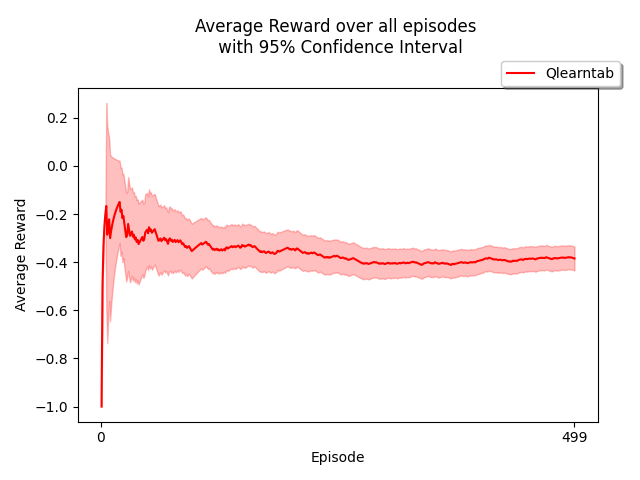 Average Reward over all episodes
with 95% Confidence Interval
Qlearntab
0.2
0.0
−0.2
−0.4
−0.6
−0.8
−1.0
Average Reward
0
499
Episode